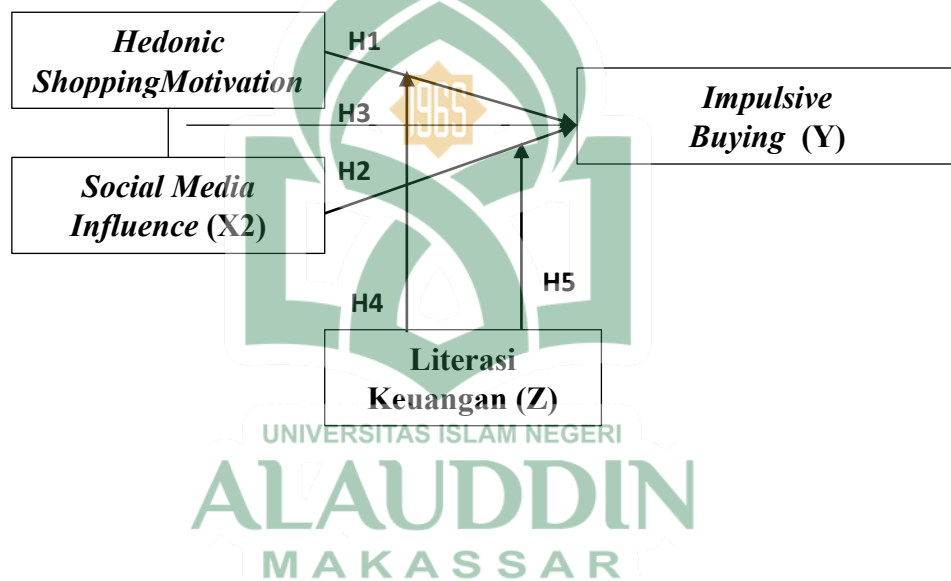 Hedonic
ShoppingMotivation
H1
H3
Impulsive
Buying (Y)
Social Media
Influence (X2)
H2
H4
H5
Literasi
Keuangan (Z)
1965
UNIVERSITAS ISLAM NEGERI
ALAUDDIN
MAKASSAR